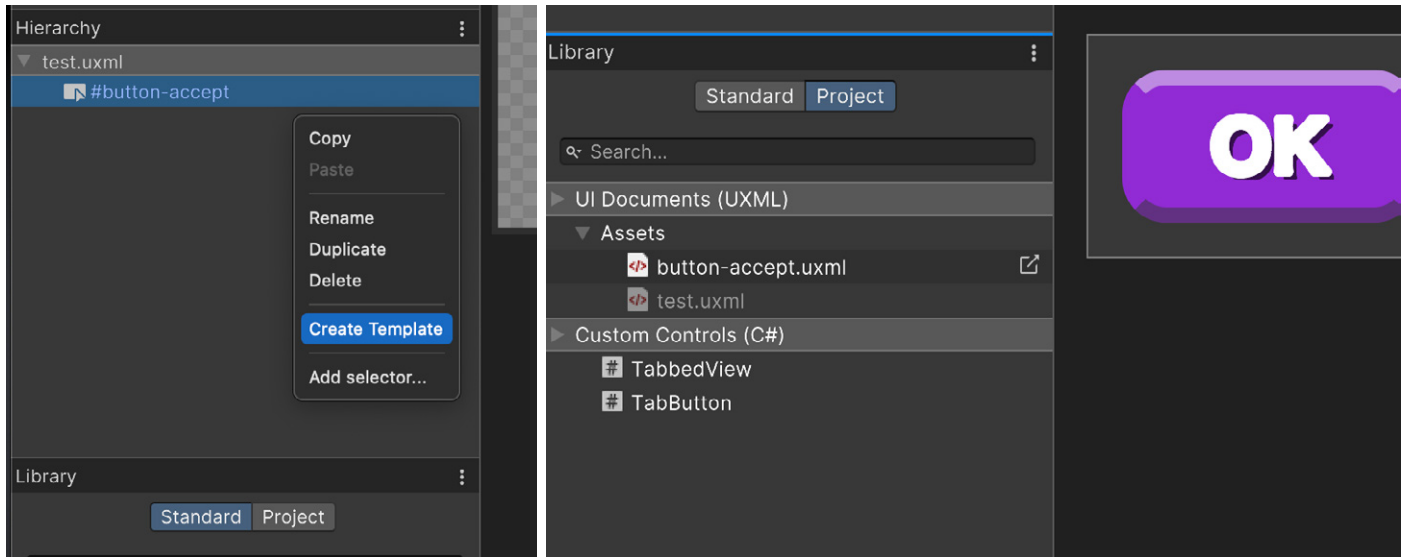 Hierarchy
test.uxml
#button-accept
Copy
Paste
Rename
Duplicate
Delete
Create Template
Add selector...
Library
Standard Project
Library
Standard Project
Search...
UI Documents (UXML)
Assets
button-accept.uxml
test.uxml
Custom Controls (C#)
# TabbedView
# TabButton
OK